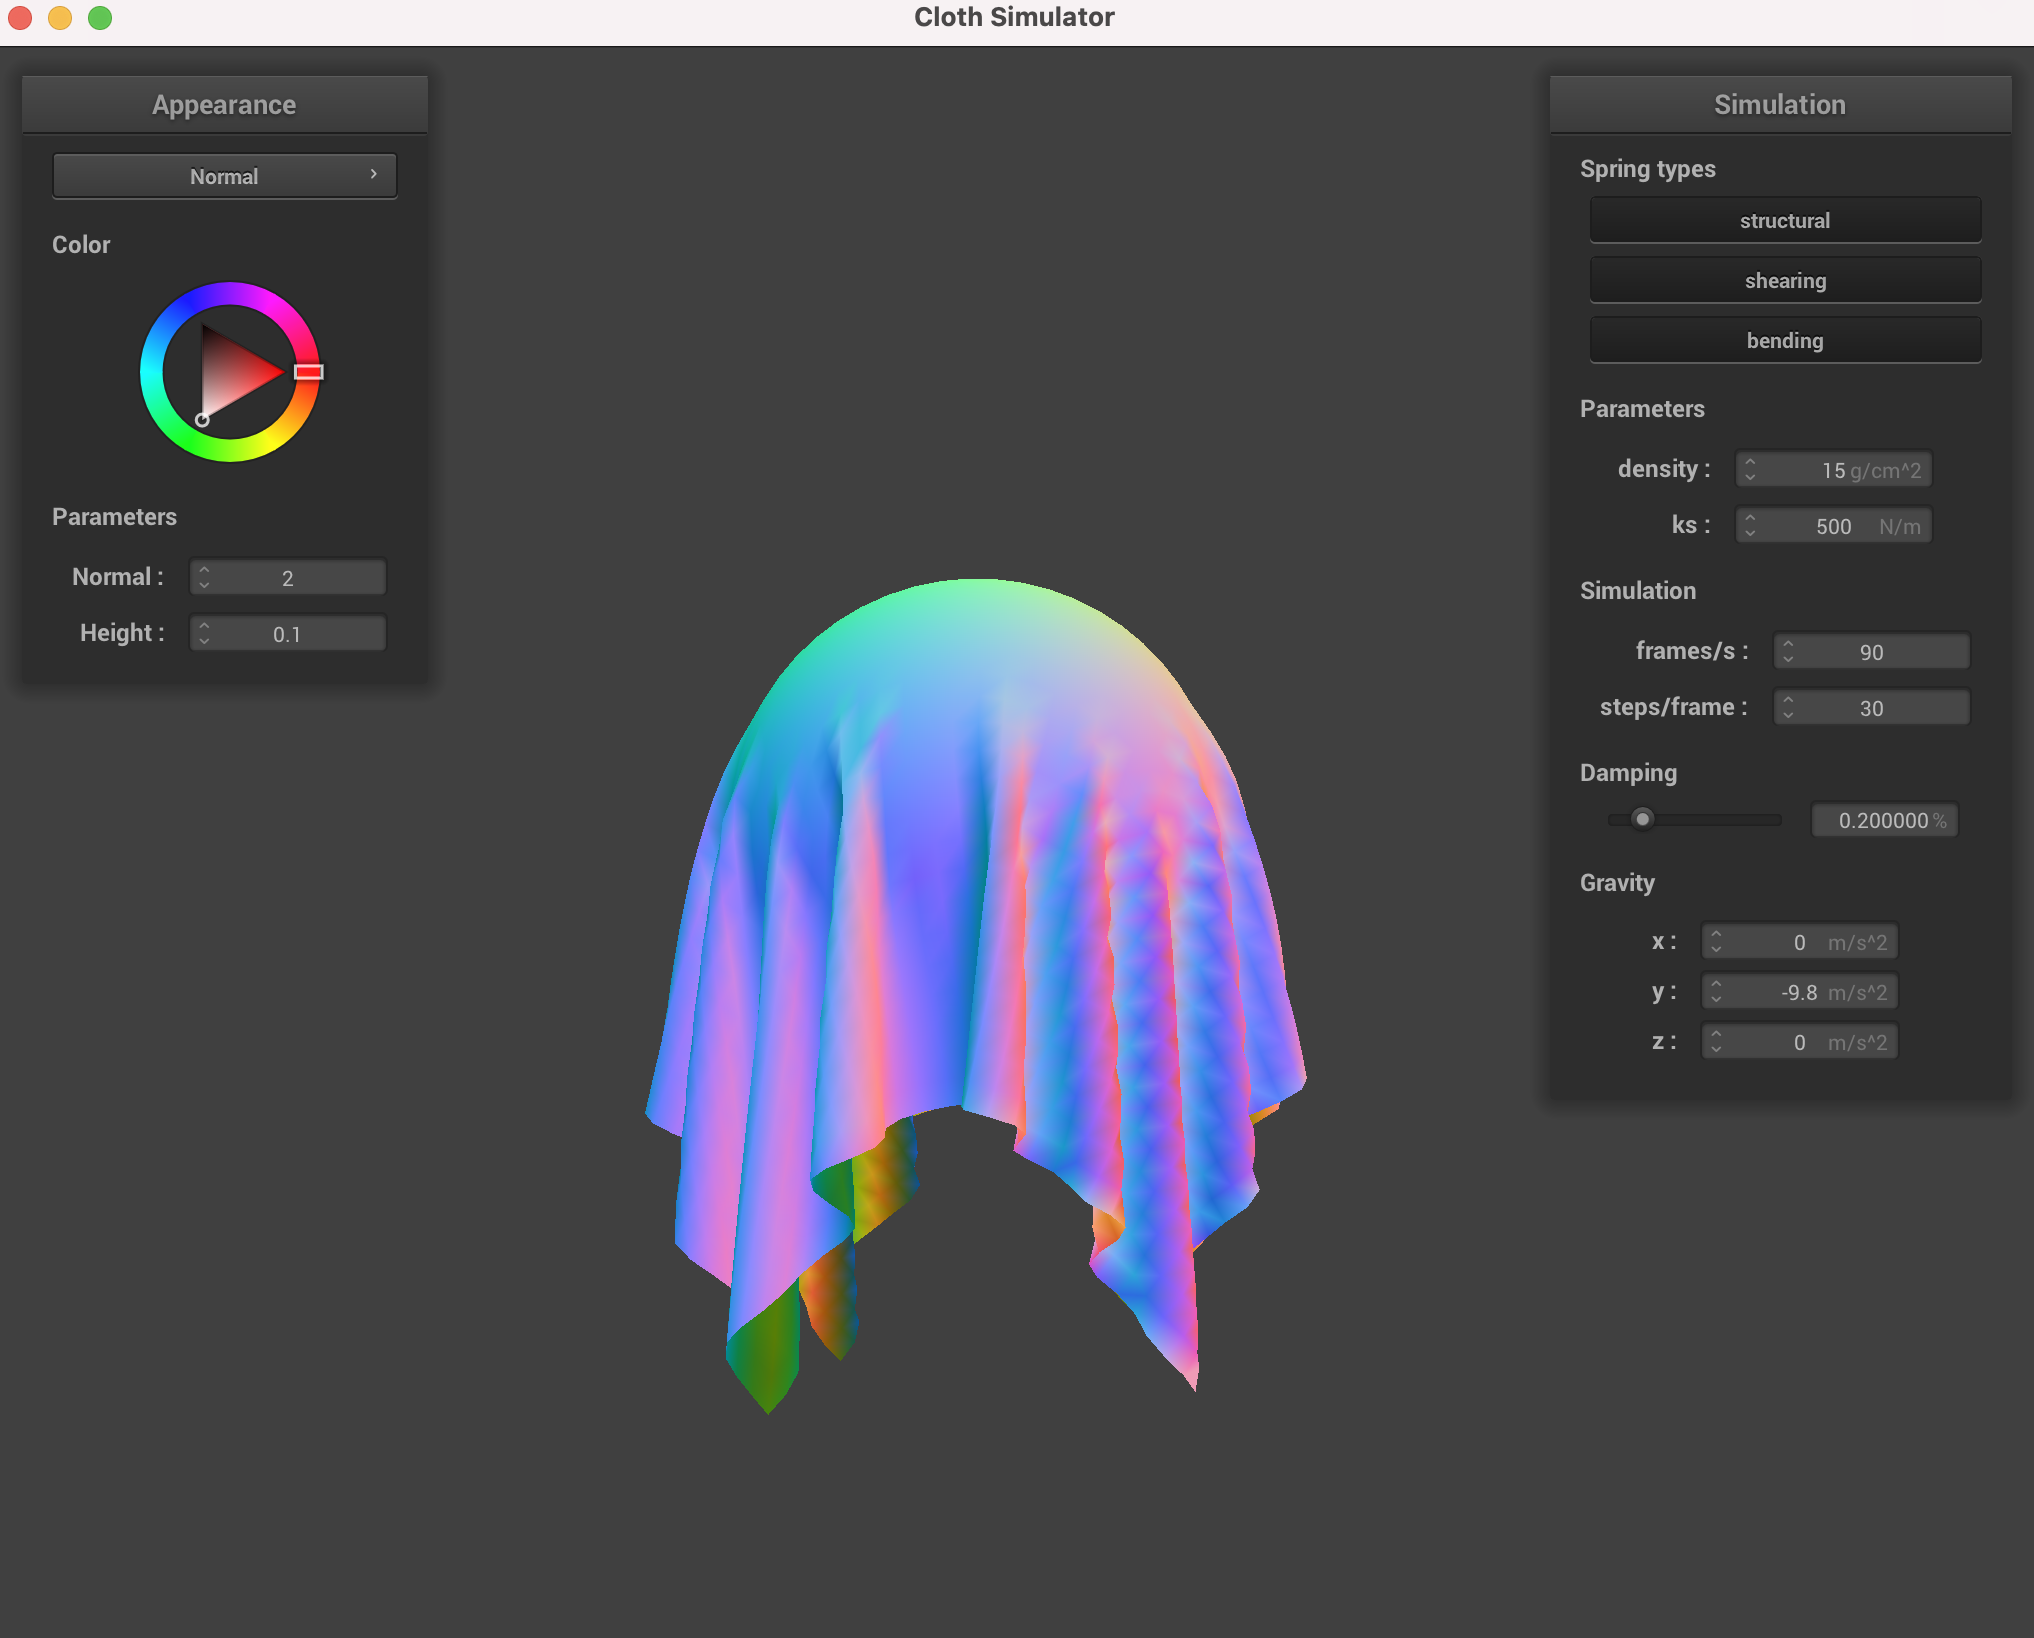 Cloth Simulator
Appearance
Normal
Color
Parameters
Normal : 2
Height : 0.1
Simulation
Spring types
structural
shearing
bending
Parameters
density : 15 g/cm^2
ks : 500 N/m
Simulation
frames/s : 90
steps/frame : 30
Damping
0.200000 %
Gravity
x : 0 m/s^2
y : -9.8 m/s^2
z : 0 m/s^2